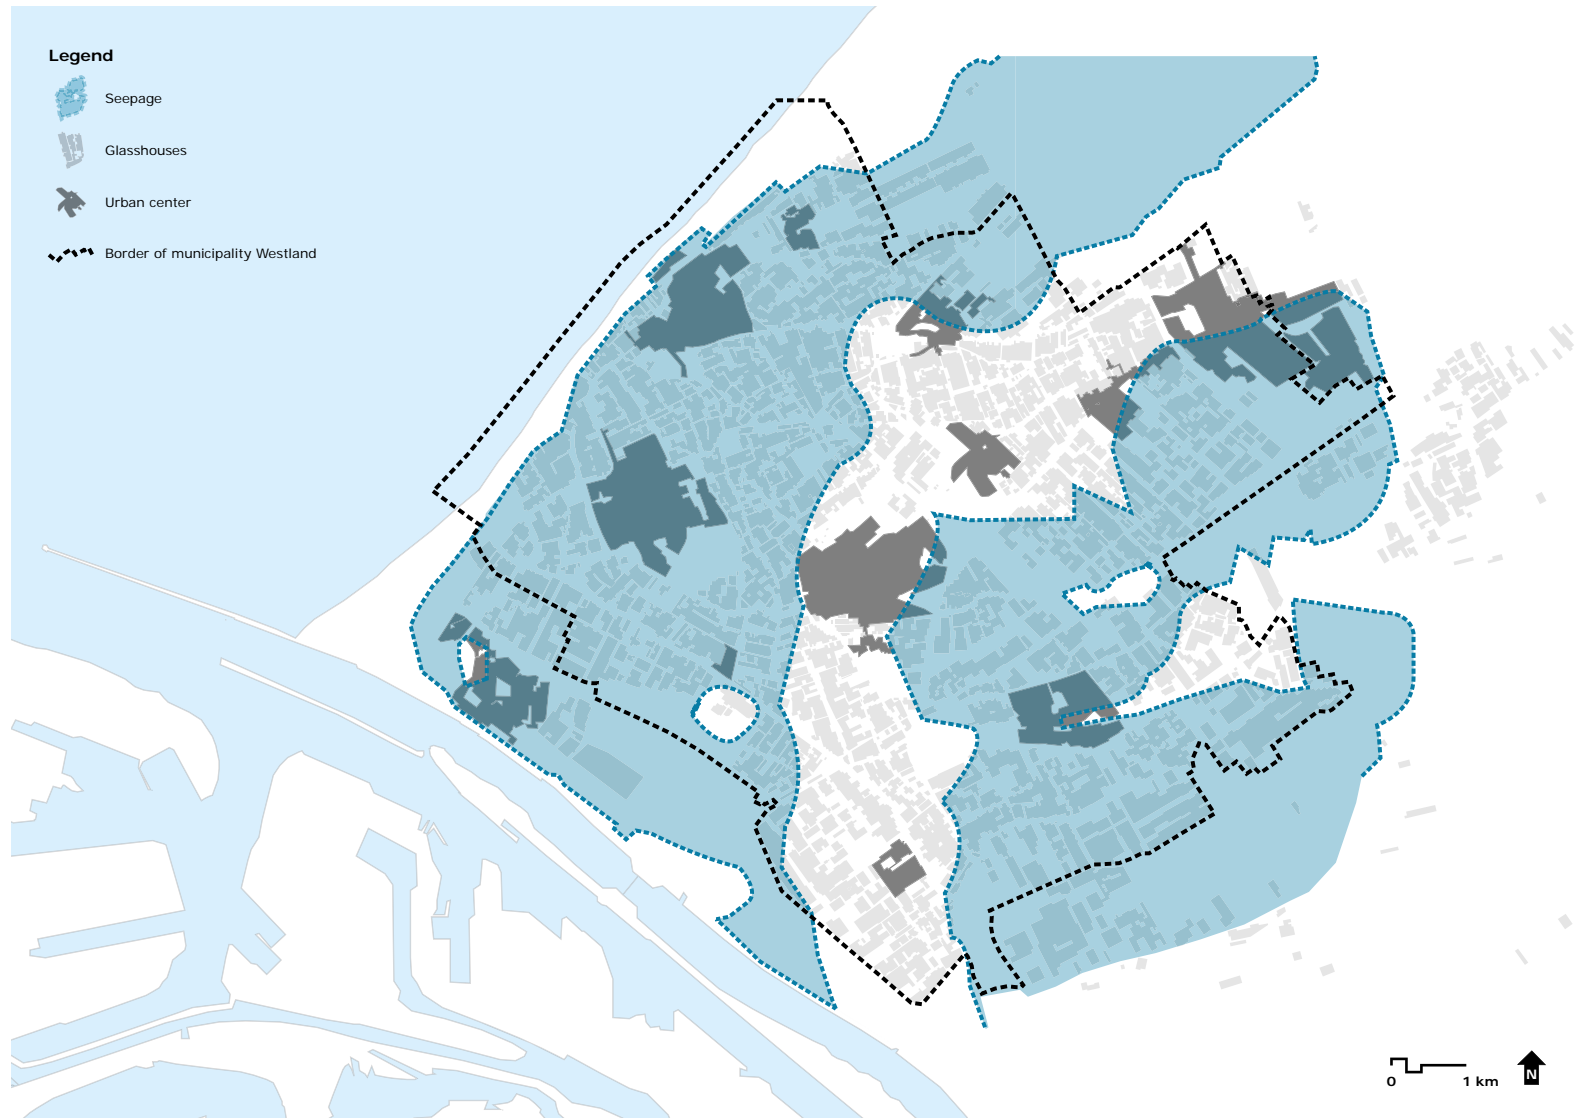 Legend
Seepage
Glasshouses
Urban center
Border of municipality Westland
0 1 km
N